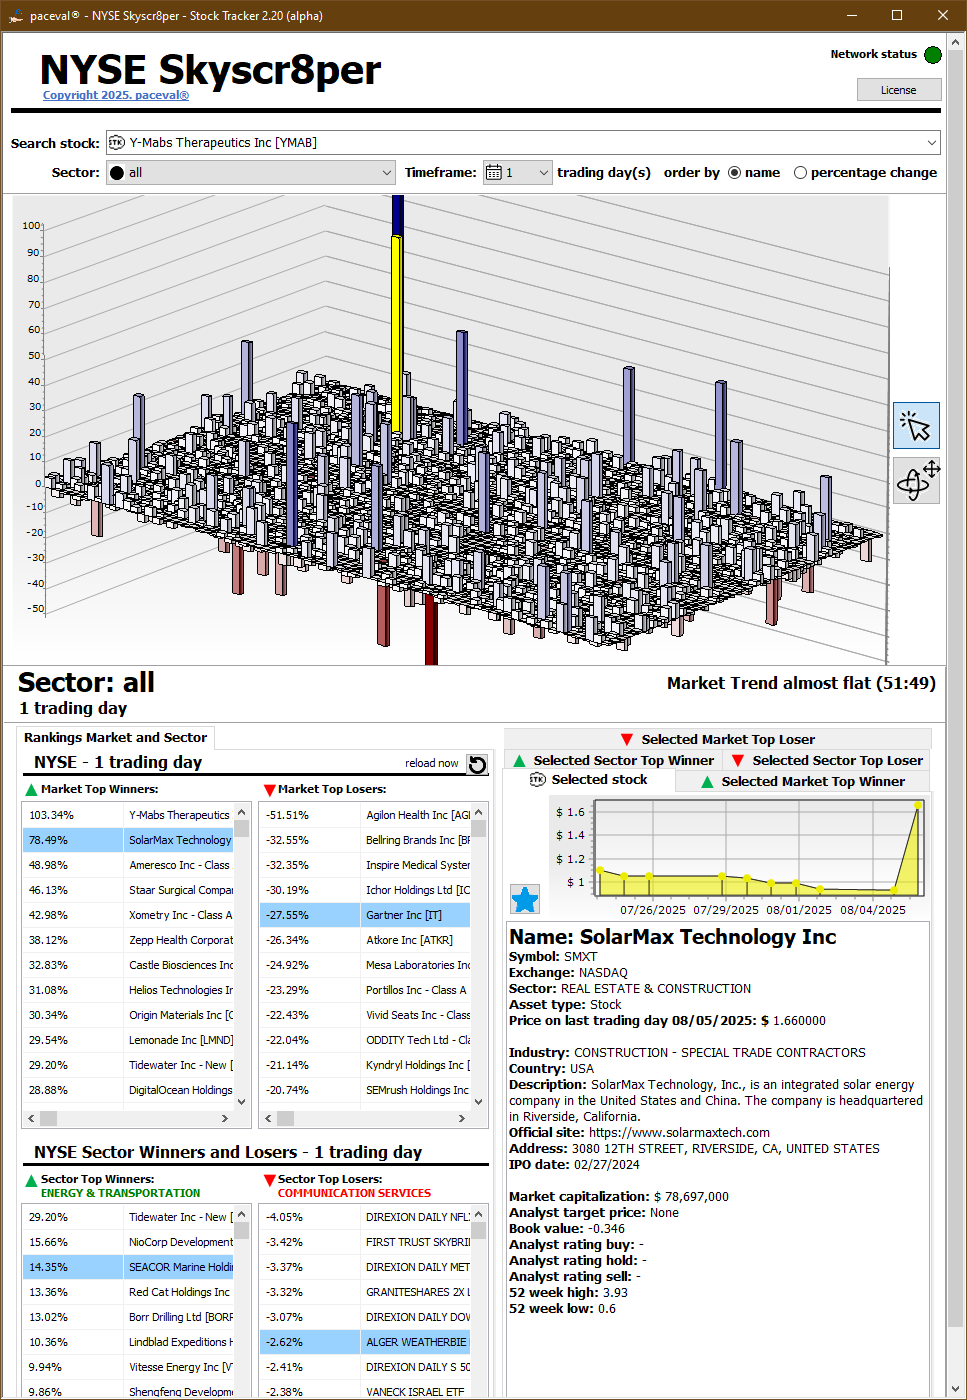 paceval® - NYSE Skyscr8per - Stock Tracker 2.20 (alpha)
NYSE Skyscr8per
Copyright 2025. paceval®
Network status
License
Search stock: STK Y-Mabs Therapeutics Inc [YMAB]
Sector: all Timeframe: 1 trading day(s) order by name percentage change
100
90
80
70
60
50
40
30
20
10
0
-10
-20
-30
-40
-50
Sector: all
Market Trend almost flat (51:49)
1 trading day
Rankings Market and Sector
NYSE - 1 trading day reload now
Market Top Winners:
103.34% Y-Mabs Therapeutics
78.49% SolarMax Technology
48.98% Ameresco Inc - Class
46.13% Staar Surgical Compar
42.98% Xometry Inc - Class A
38.12% Zepp Health Corporat
32.83% Castle Biosciences Inc
31.08% Helios Technologies Ir
30.34% Origin Materials Inc [
29.54% Lemonade Inc [LMND]
29.20% Tidewater Inc - New [
28.88% DigitalOcean Holdings
Market Top Losers:
-51.51% Agilon Health Inc [AG
-32.55% Bellring Brands Inc [B
-32.35% Inspire Medical Syster
-30.19% Ichor Holdings Ltd [IC
-27.55% Gartner Inc [IT]
-26.34% Atkore Inc [ATKR]
-24.92% Mesa Laboratories Inc
-23.29% Portillos Inc - Class A
-22.43% Vivid Seats Inc - Class
-22.04% ODDITY Tech Ltd - Cla
-21.14% Kyndryl Holdings Inc [
-20.74% SEMrush Holdings Inc
NYSE Sector Winners and Losers - 1 trading day
Sector Top Winners:
ENERGY & TRANSPORTATION
29.20% Tidewater Inc - New [
15.66% NioCorp Development
14.35% SEACOR Marine Holdi
13.36% Red Cat Holdings Inc
13.02% Borr Drilling Ltd [BORF
10.36% Lindblad Expeditions H
9.94% Vitesse Energy Inc [V
9.86% Shengfeng Developm
Sector Top Losers:
COMMUNICATION SERVICES
-4.05% DIREXION DAILY NFL
-3.42% FIRST TRUST SKYBRI
-3.37% DIREXION DAILY MET
-3.32% GRANITESHARES 2X L
-3.07% DIREXION DAILY DOW
-2.62% ALGER WEATHERBIE
-2.41% DIREXION DAILY S 50
-2.38% VANECK ISRAEL ETF
Selected Market Top Loser
Selected Sector Top Winner Selected Sector Top Loser
STK Selected stock Selected Market Top Winner
$ 1.6
$ 1.4
$ 1.2
$ 1
07/26/2025 07/29/2025 08/01/2025 08/04/2025
Name: SolarMax Technology Inc
Symbol: SMXT
Exchange: NASDAQ
Sector: REAL ESTATE & CONSTRUCTION
Asset type: Stock
Price on last trading day 08/05/2025: $ 1.660000
Industry: CONSTRUCTION - SPECIAL TRADE CONTRACTORS
Country: USA
Description: SolarMax Technology, Inc., is an integrated solar energy
company in the United States and China. The company is headquartered
in Riverside, California.
Official site: https://www.solarmaxtech.com
Address: 3080 12TH STREET, RIVERSIDE, CA, UNITED STATES
IPO date: 02/27/2024
Market capitalization: $ 78,697,000
Analyst target price: None
Book value: -0.346
Analyst rating buy: -
Analyst rating hold: -
Analyst rating sell: -
52 week high: 3.93
52 week low: 0.6